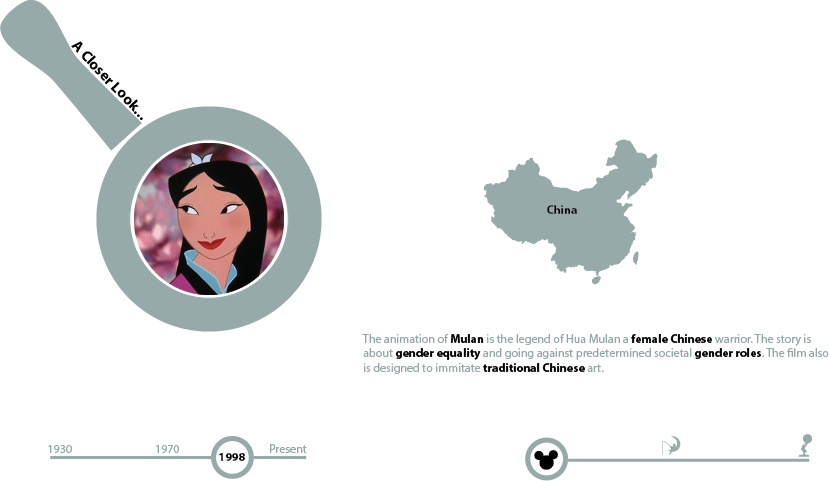 A Closer Look...
China
The animation of Mulan is the legend of Hua Mulan a female Chinese warrior. The story is
about gender equality and going against predetermined societal gender roles. The film also
is designed to immitate traditional Chinese art.
1930 1970 1998 Present